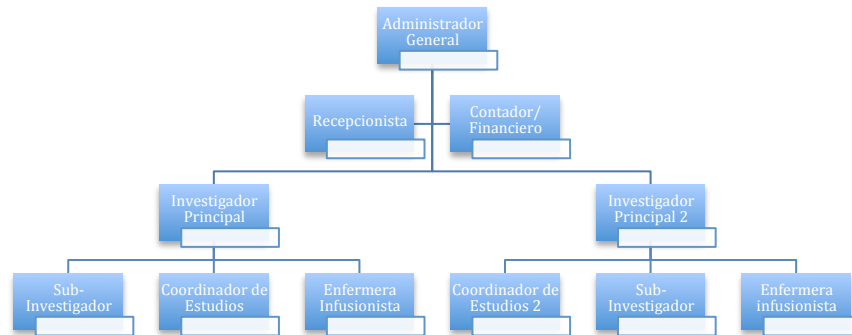 Administrador
General
Recepcionista
Contador/
Financiero
Investigador
Principal
Investigador
Principal 2
Sub-
Investigador
Coordinador de
Estudios
Enfermera
Infusionista
Coordinador de
Estudios 2
Sub-
Investigador
Enfermera
infusionista